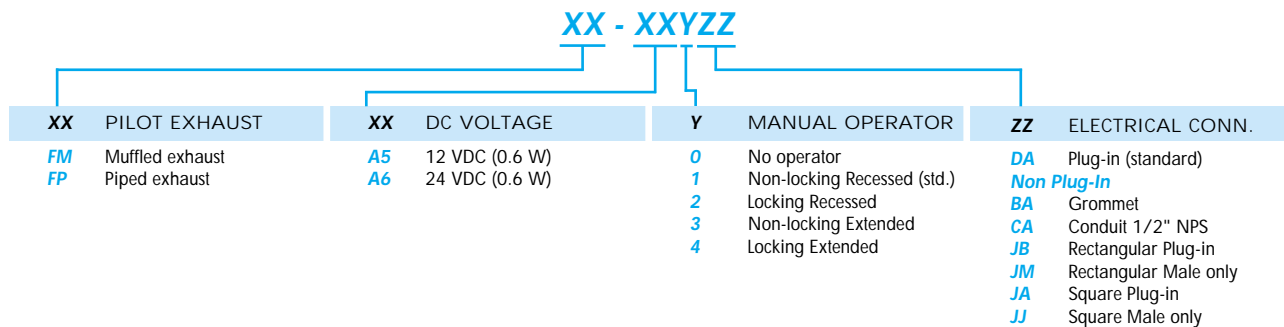 XX - XXYZZ
XX PILOT EXHAUST
FM Muffled exhaust
FP Piped exhaust
XX DC VOLTAGE
A5 12 VDC (0.6 W)
A6 24 VDC (0.6 W)
Y MANUAL OPERATOR
0 No operator
1 Non-locking Recessed (std.)
2 Locking Recessed
3 Non-locking Extended
4 Locking Extended
ZZ ELECTRICAL CONN.
DA Plug-in (standard)
Non Plug-In
BA Grommet
CA Conduit 1/2" NPS
JB Rectangular Plug-in
JM Rectangular Male only
JA Square Plug-in
JJ Square Male only